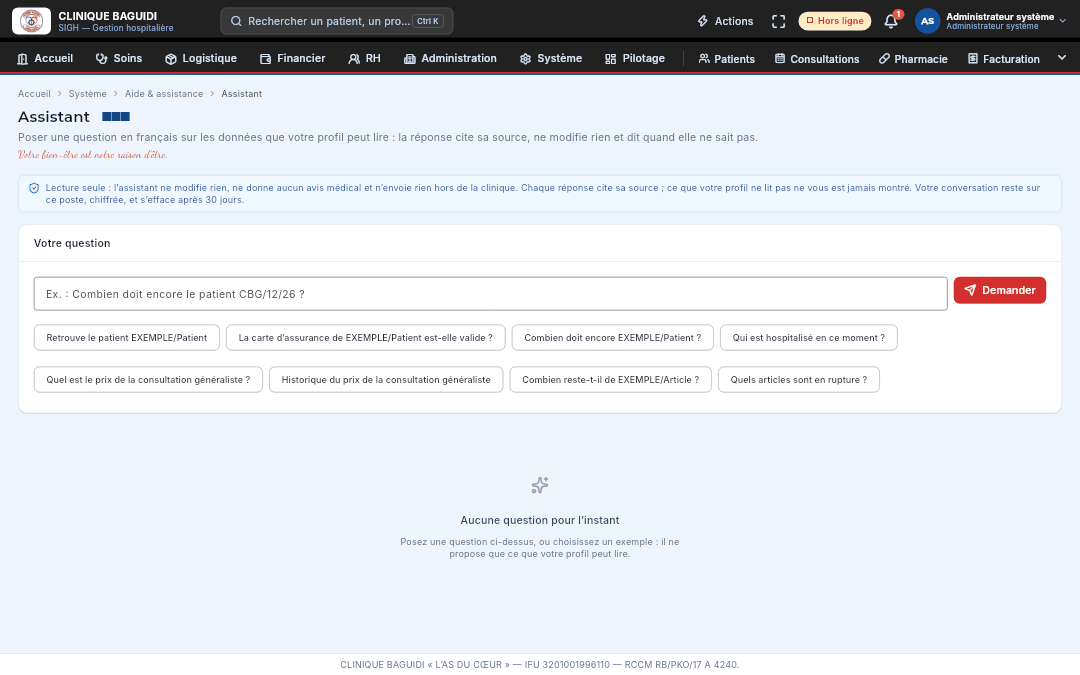 CLINIQUE BAGUIDI
SIGH — Gestion hospitalière
Rechercher un patient, un pro... Ctrl K
Actions
Hors ligne
1
AS
Administrateur système
Administrateur système
Accueil Soins Logistique Financier RH Administration Système Pilotage Patients Consultations Pharmacie Facturation
Accueil > Système > Aide & assistance > Assistant
Assistant
Poser une question en français sur les données que votre profil peut lire : la réponse cite sa source, ne modifie rien et dit quand elle ne sait pas.
Votre bien-être est notre raison d'être.
Lecture seule : l'assistant ne modifie rien, ne donne aucun avis médical et n'envoie rien hors de la clinique. Chaque réponse cite sa source ; ce que votre profil ne lit pas ne vous est jamais montré. Votre conversation reste sur
ce poste, chiffrée, et s'efface après 30 jours.
Votre question
Ex. : Combien doit encore le patient CBG/12/26 ?
Demander
Retrouve le patient EXEMPLE/Patient
La carte d'assurance de EXEMPLE/Patient est-elle valide ?
Combien doit encore EXEMPLE/Patient ?
Qui est hospitalisé en ce moment ?
Quel est le prix de la consultation généraliste ?
Historique du prix de la consultation généraliste
Combien reste-t-il de EXEMPLE/Article ?
Quels articles sont en rupture ?
Aucune question pour l'instant
Posez une question ci-dessus, ou choisissez un exemple : il ne
propose que ce que votre profil peut lire.
CLINIQUE BAGUIDI « L'AS DU CŒUR » — IFU 3201001996110 — RCCM RB/PKO/17 A 4240.